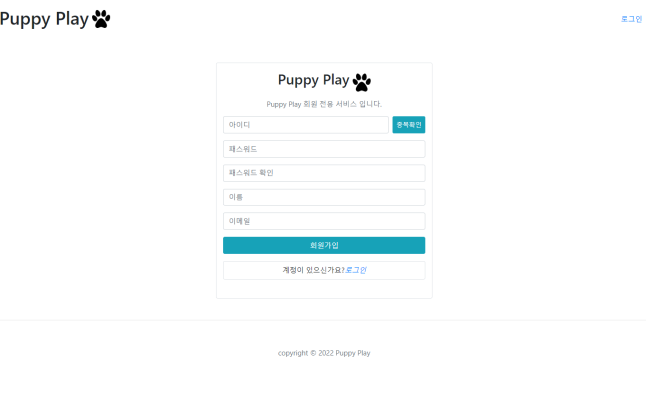 Puppy Play
로그인
Puppy Play
Puppy Play 회원 전용 서비스 입니다.
아이디
중복확인
패스워드
패스워드 확인
이름
이메일
회원가입
계정이 있으신가요?로그인
copyright © 2022 Puppy Play